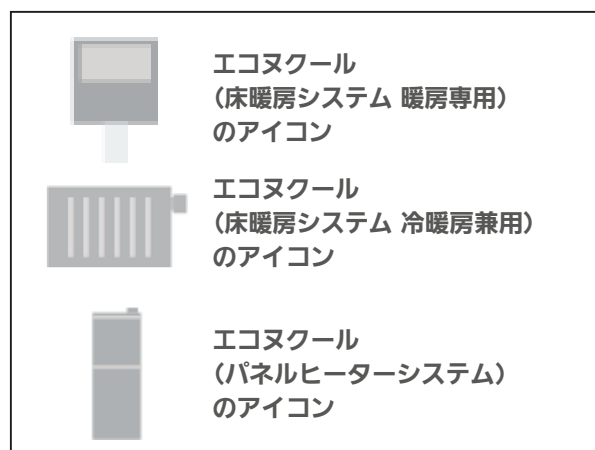 エコヌクール
（床暖房システム 暖房専用）
のアイコン
エコヌクール
（床暖房システム 冷暖房兼用）
のアイコン
エコヌクール
（パネルヒーターシステム）
のアイコン